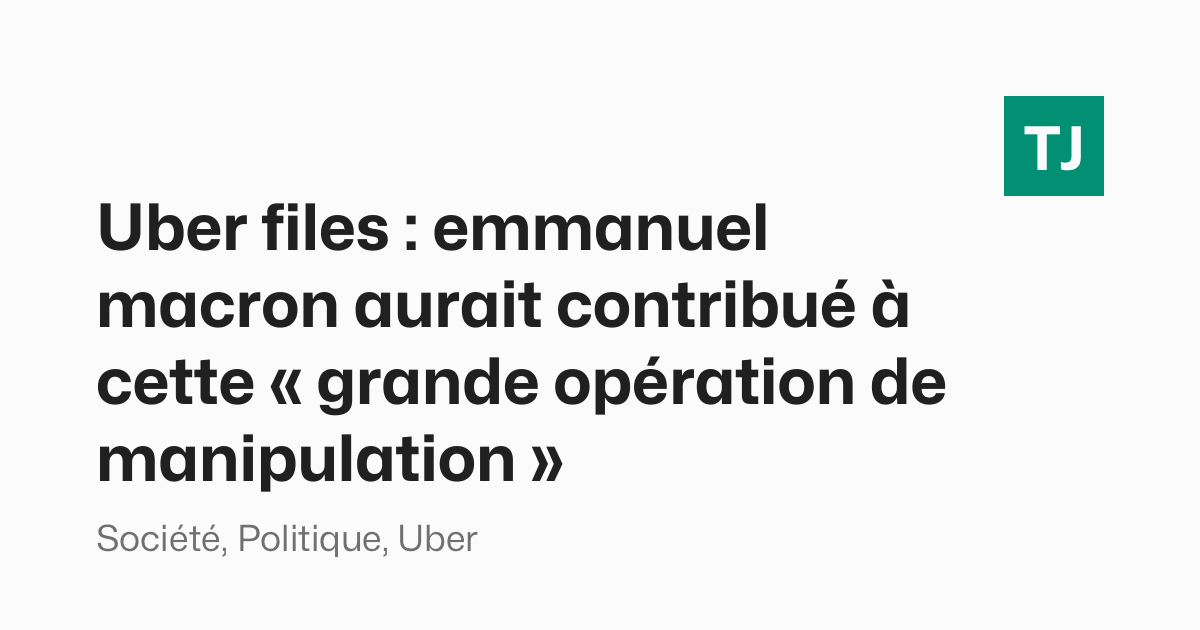 TJ
Uber files : emmanuel
macron aurait contribué à
cette « grande opération de
manipulation »
Société, Politique, Uber